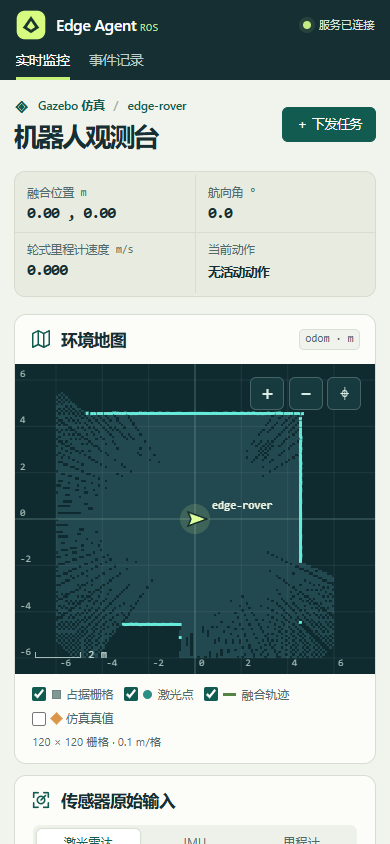 Edge Agent ROS
服务已连接
实时监控 事件记录
Gazebo 仿真 / edge-rover
机器人观测台
+ 下发任务
融合位置 m
0.00 , 0.00
航向角 °
0.0
轮式里程计速度 m/s
0.000
当前动作
无活动动作
环境地图
odom · m
6
4
2
0
-2
-4
-6
+ −
edge-rover
2 m
-6 -4 -2 0 2 4 6
占据栅格 激光点 融合轨迹
仿真真值
120 × 120 栅格 · 0.1 m/格
传感器原始输入
激光雷达 IMU 里程计